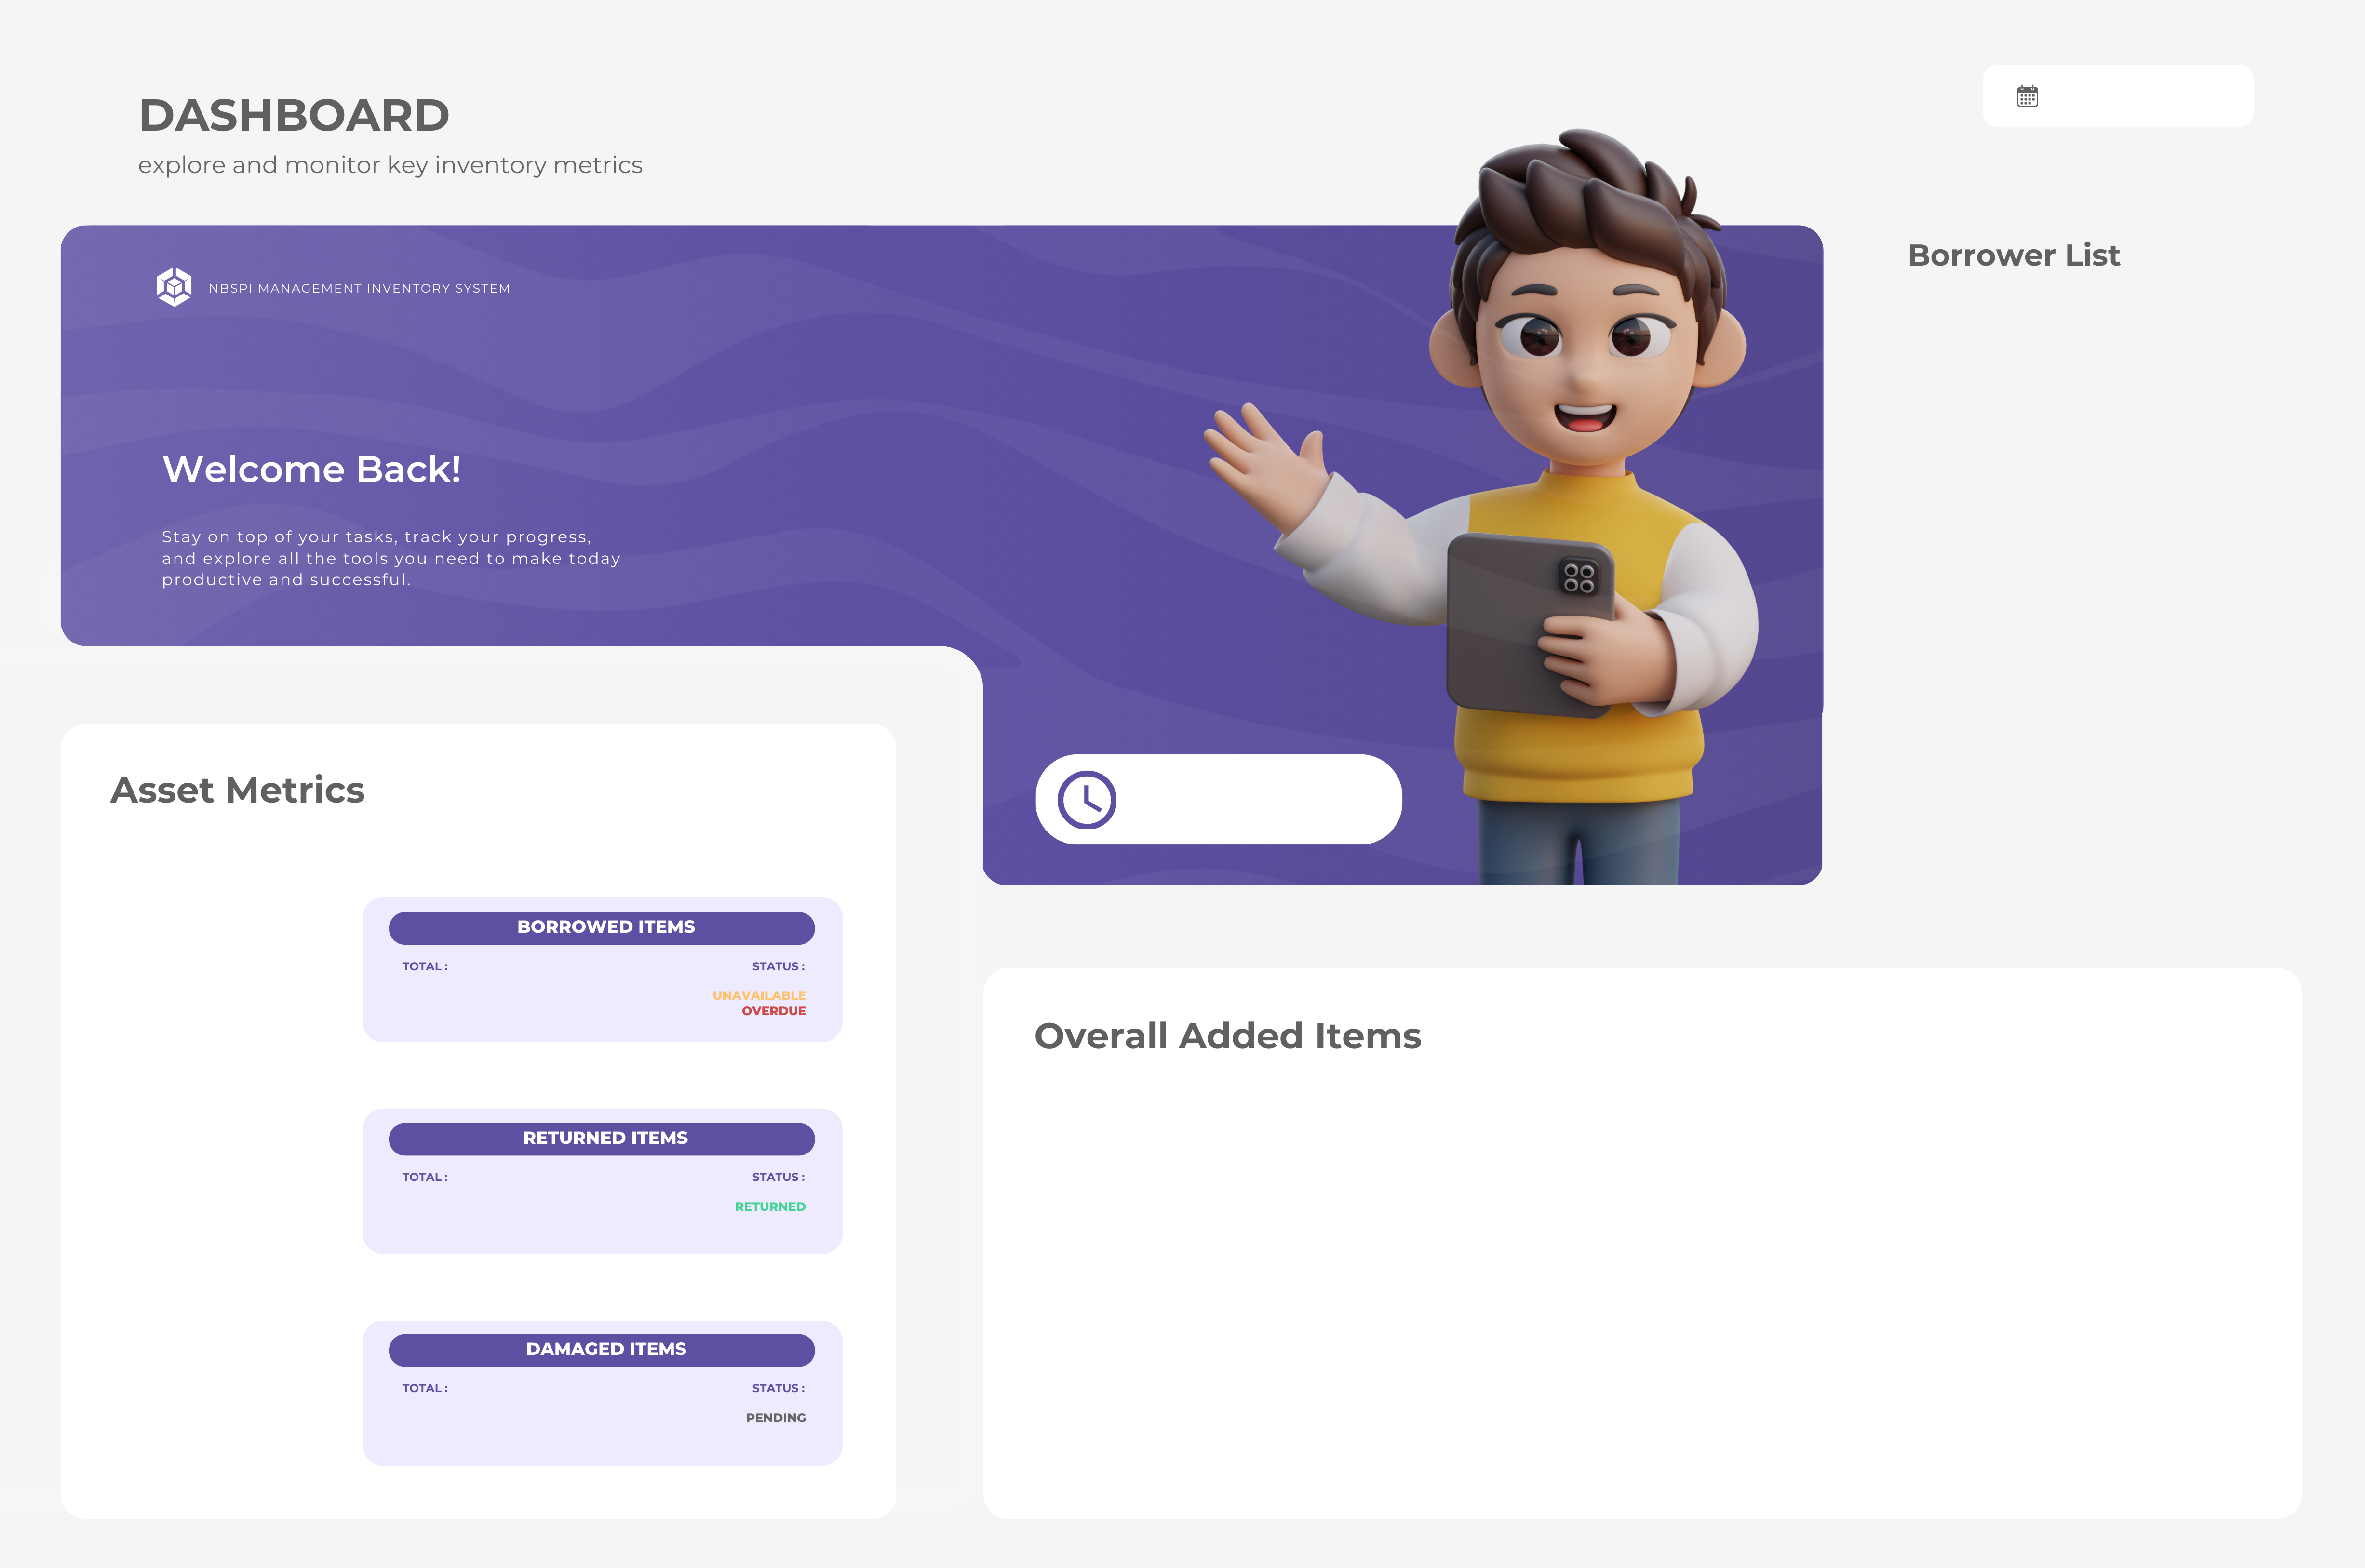 DASHBOARD
explore and monitor key inventory metrics
Borrower List
NBSPI MANAGEMENT INVENTORY SYSTEM
Welcome Back!
Stay on top of your tasks, track your progress,
and explore all the tools you need to make today
productive and successful.
Asset Metrics
BORROWED ITEMS
TOTAL : STATUS :
UNAVAILABLE
OVERDUE
RETURNED ITEMS
TOTAL : STATUS :
RETURNED
DAMAGED ITEMS
TOTAL : STATUS :
PENDING
Overall Added Items